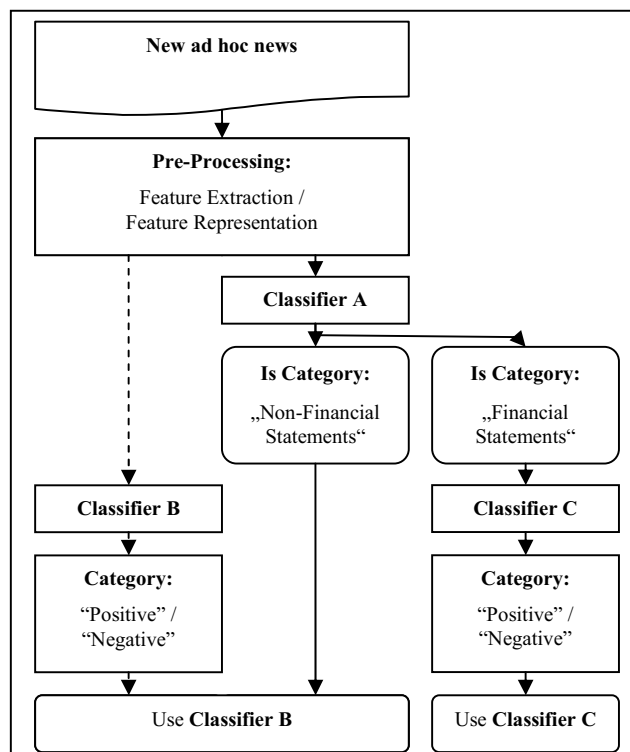 New ad hoc news
Pre-Processing:
Feature Extraction /
Feature Representation
Classifier A
Is Category:
„Non-Financial
Statements“
Is Category:
„Financial
Statements“
Classifier B
Classifier C
Category:
“Positive” /
“Negative”
Category:
“Positive” /
“Negative”
Use Classifier B
Use Classifier C